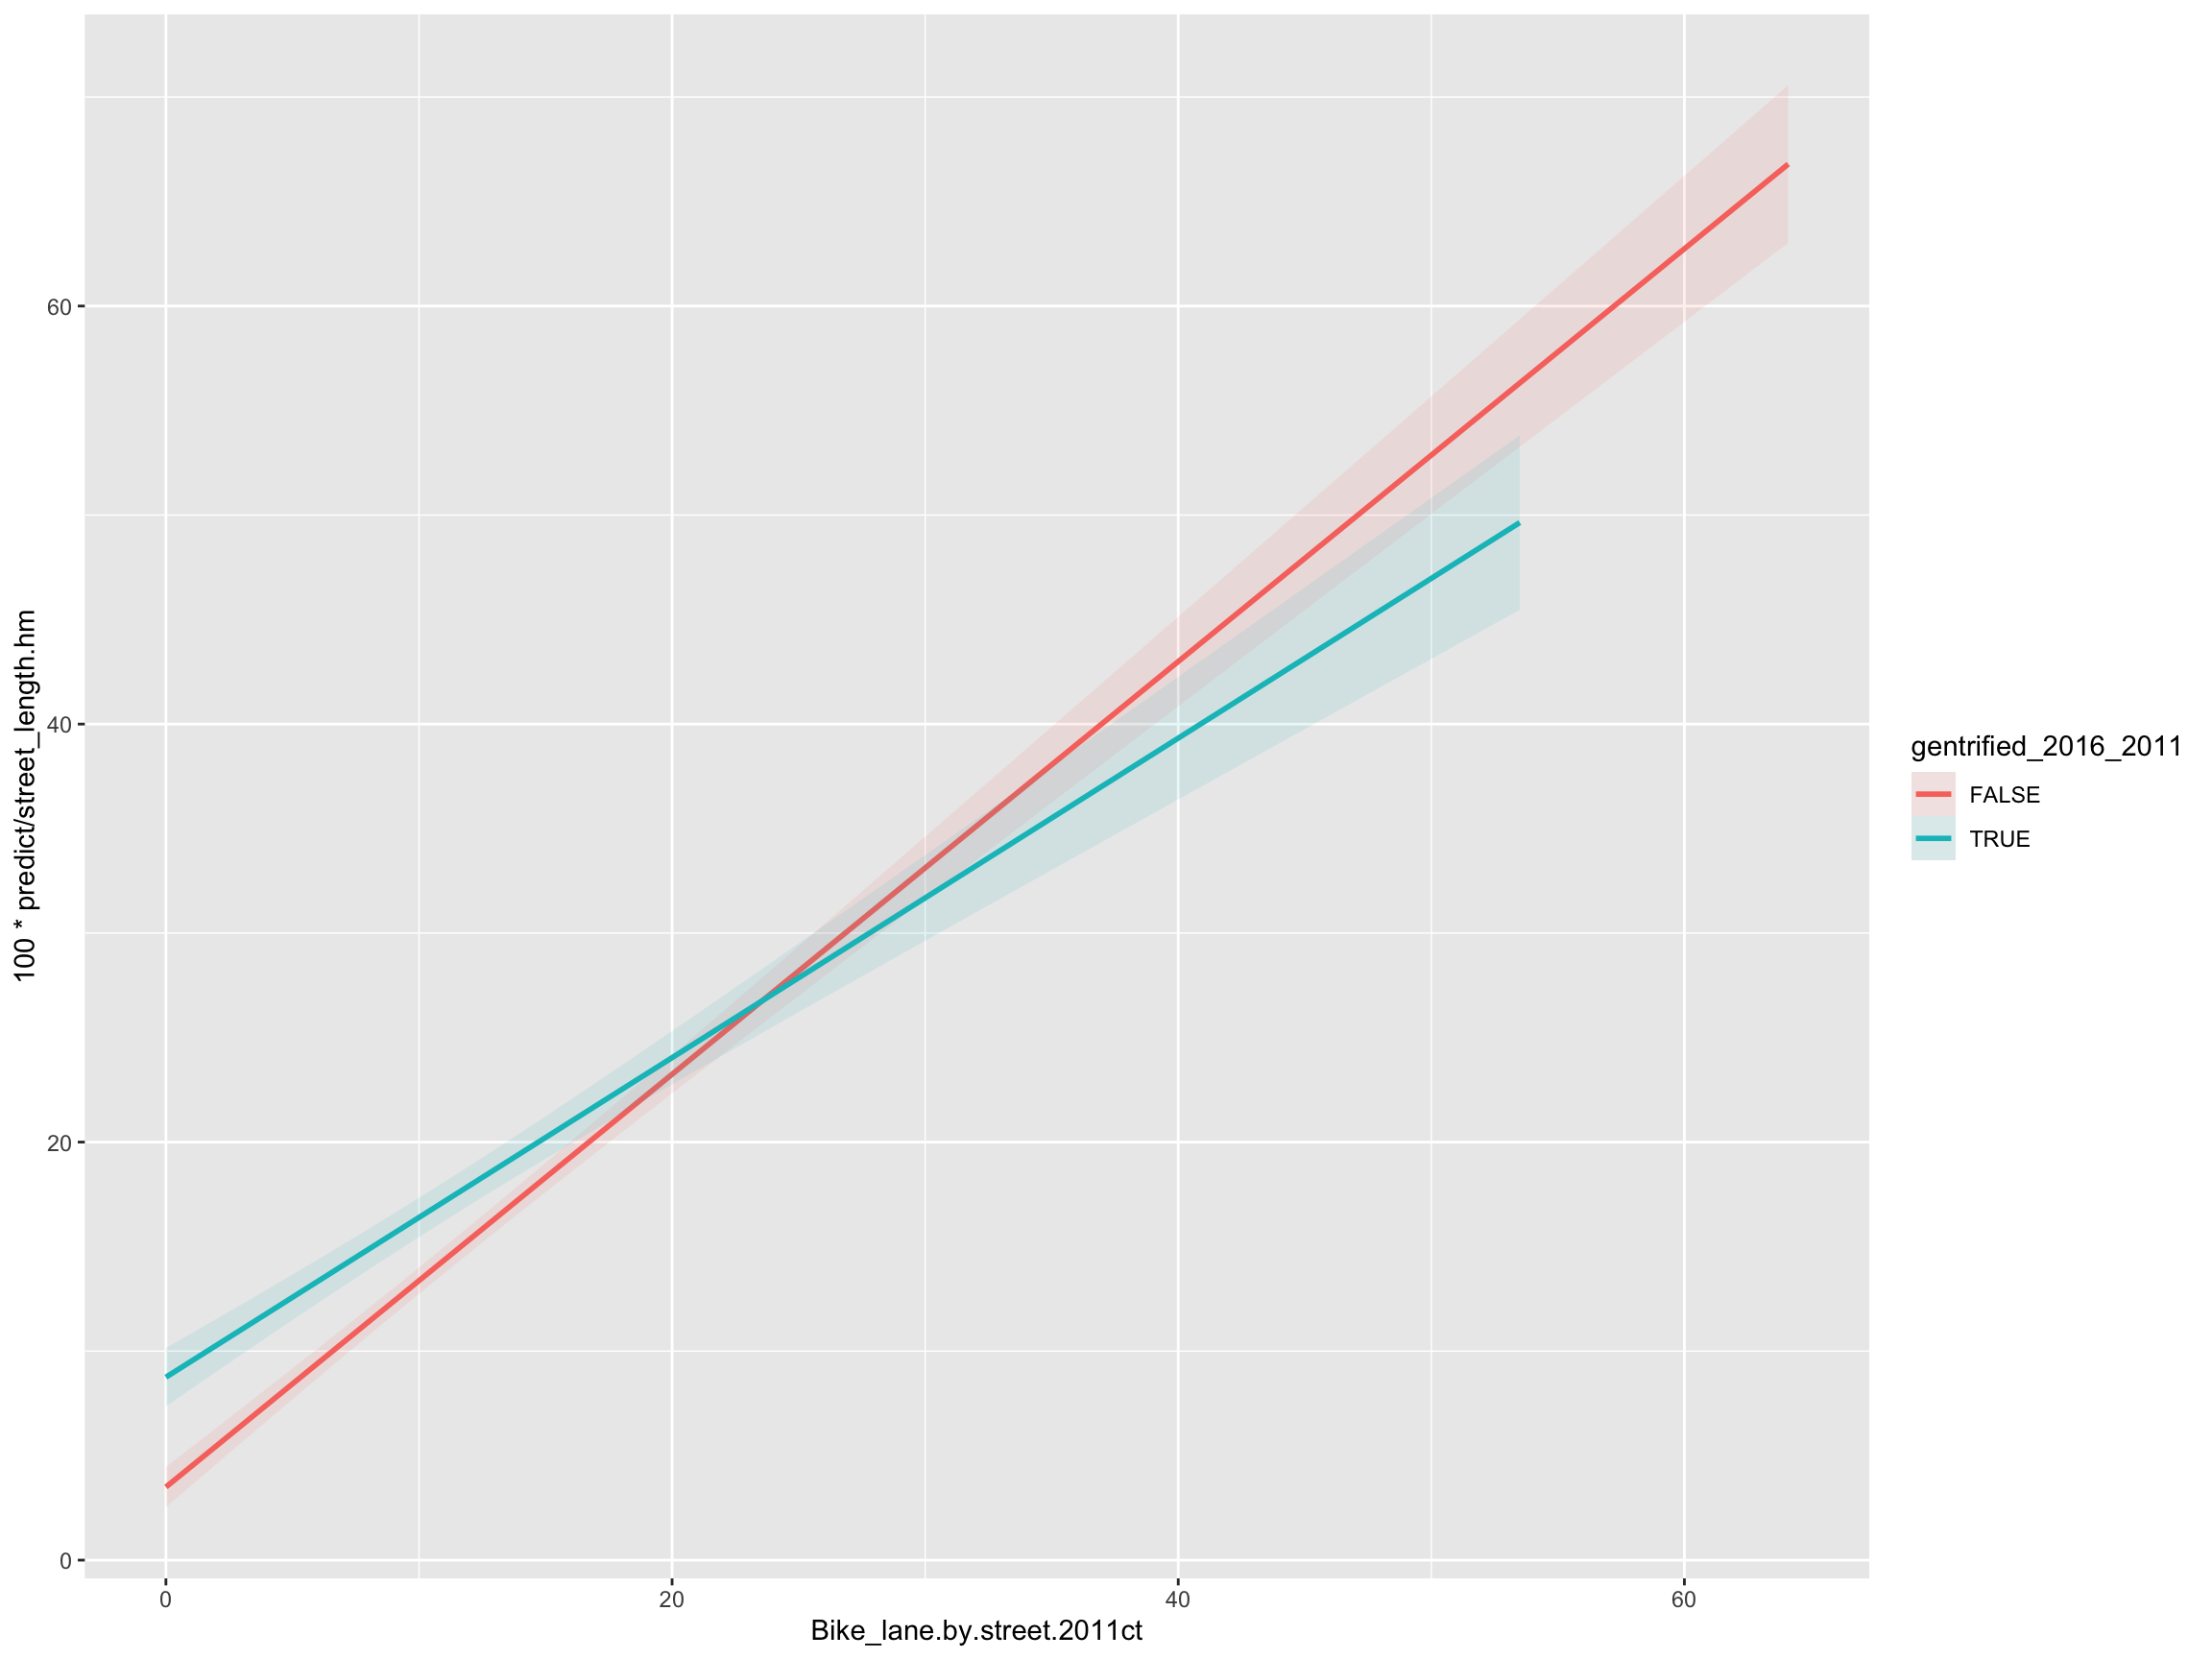 100 * predict/street_length.hm
60
40
20
0
0 20 40 60
Bike_lane.by.street.2011ct
gentrified_2016_2011
FALSE
TRUE